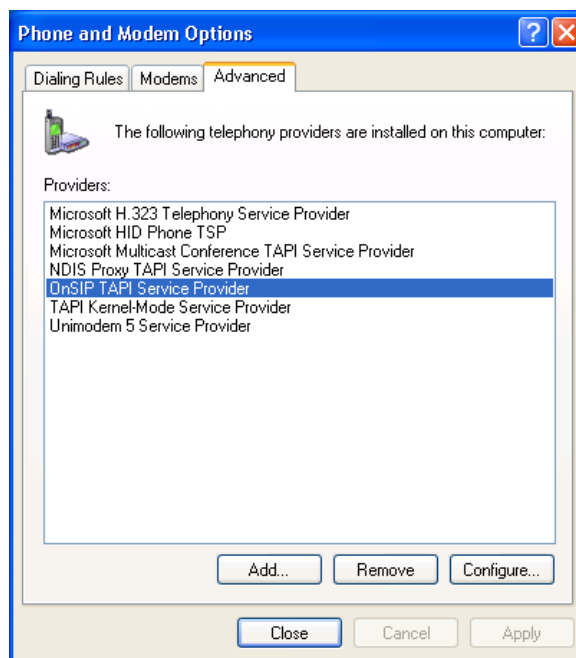 Phone and Modem Options
Dialing Rules Modems Advanced
The following telephony providers are installed on this computer:
Providers:
Microsoft H.323 Telephony Service Provider
Microsoft HID Phone TSP
Microsoft Multicast Conference TAPI Service Provider
NDIS Proxy TAPI Service Provider
OnSIP TAPI Service Provider
TAPI Kernel-Mode Service Provider
Unimodem 5 Service Provider
Add... Remove Configure...
Close Cancel Apply